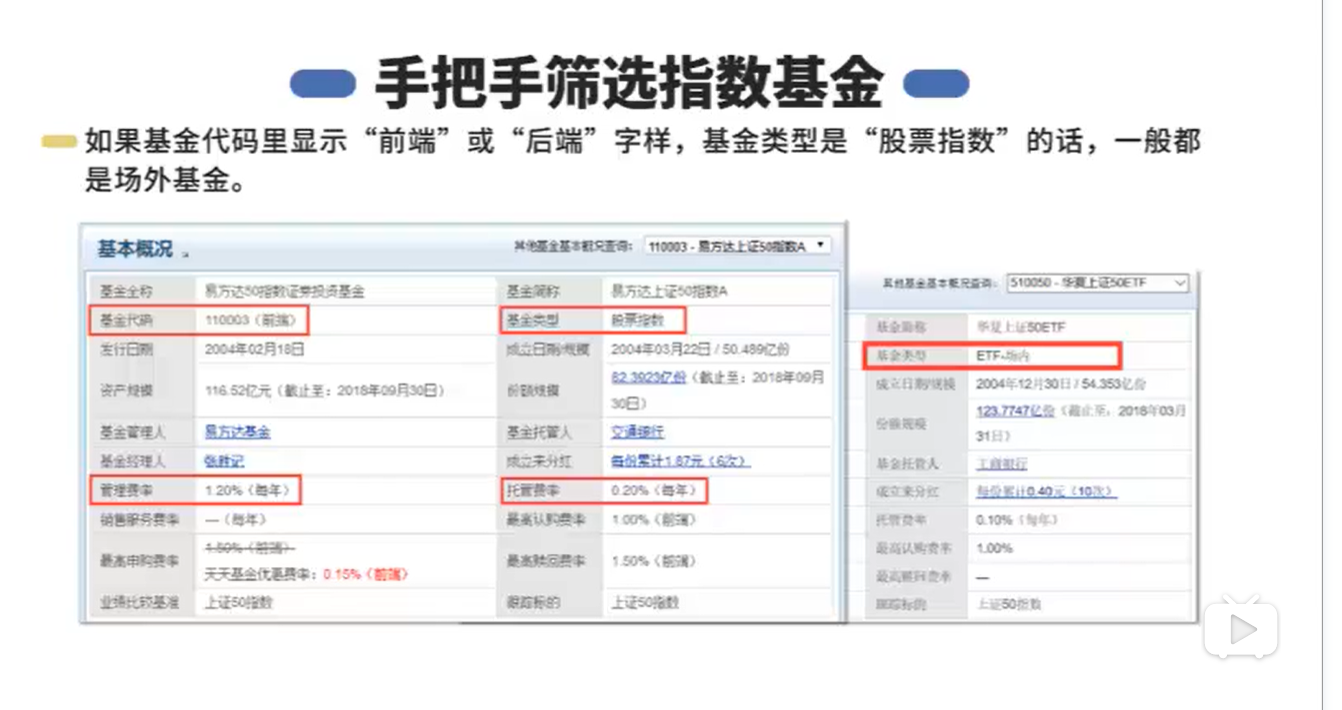 手把手筛选指数基金
如果基金代码里显示“前端”或“后端”字样，基金类型是“股票指数”的话，一般都
是场外基金。
基本概况
其他基金基本概况查询： 110003 - 易方达上证50指数A
基金全称 易方达50指数证券投资基金 基金简称 易方达上证50指数A
基金代码 110003（前端） 基金类型 股票指数
发行日期 2004年02月18日 成立日期/规模 2004年03月22日 / 50.489亿份
资产规模 116.52亿元（截止至：2018年09月30日） 份额规模 82.3923亿份（截止至：2018年09月
30日）
基金管理人 易方达基金 基金托管人 交通银行
基金经理人 张胜记 成立来分红 每份累计1.87元（6次）
管理费率 1.20%（每年） 托管费率 0.20%（每年）
销售服务费率 —（每年） 最高认购费率 1.00%（前端）
最高申购费率 1.50%（前端） 最高赎回费率 1.50%（前端）
天天基金优惠费率：0.15%（前端）
业绩比较基准 上证50指数 跟踪标的 上证50指数
其他基金基本概况查询： 510050 - 华夏上证50ETF
基金简称 华夏上证50ETF
基金类型 ETF-场内
成立日期/规模 2004年12月30日 / 54.353亿份
份额规模 123.7747亿份（截止至：2018年03月
31日）
基金托管人 工商银行
成立来分红 每份累计0.40元（10次）
托管费率 0.10%（每年）
最高认购费率 1.00%
最高赎回费率 —
跟踪标的 上证50指数